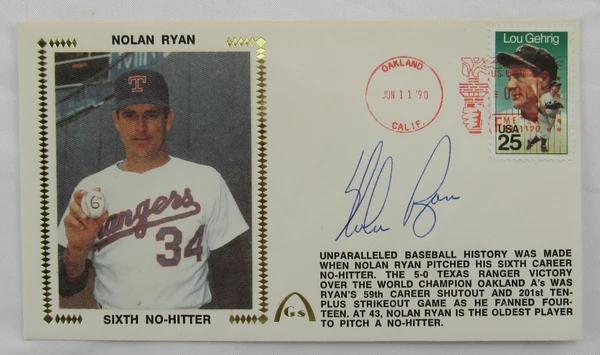 NOLAN RYAN
T
6
Rangers
34
SIXTH NO-HITTER
Gs
OAKLAND
JUN 11 '90
CALIF.
Lou Gehrig
USA
25
Nolan Ryan
UNPARALLELED BASEBALL HISTORY WAS MADE
WHEN NOLAN RYAN PITCHED HIS SIXTH CAREER
NO-HITTER. THE 5-0 TEXAS RANGER VICTORY
OVER THE WORLD CHAMPION OAKLAND A's WAS
RYAN'S 59th CAREER SHUTOUT AND 201st TEN-
PLUS STRIKEOUT GAME AS HE FANNED FOUR-
TEEN. AT 43, NOLAN RYAN IS THE OLDEST PLAYER
TO PITCH A NO-HITTER.